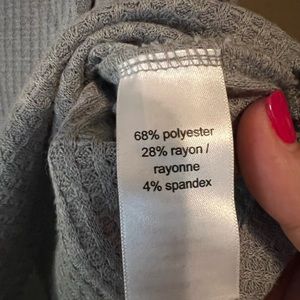 68% polyester
28% rayon /
rayonne
4% spandex